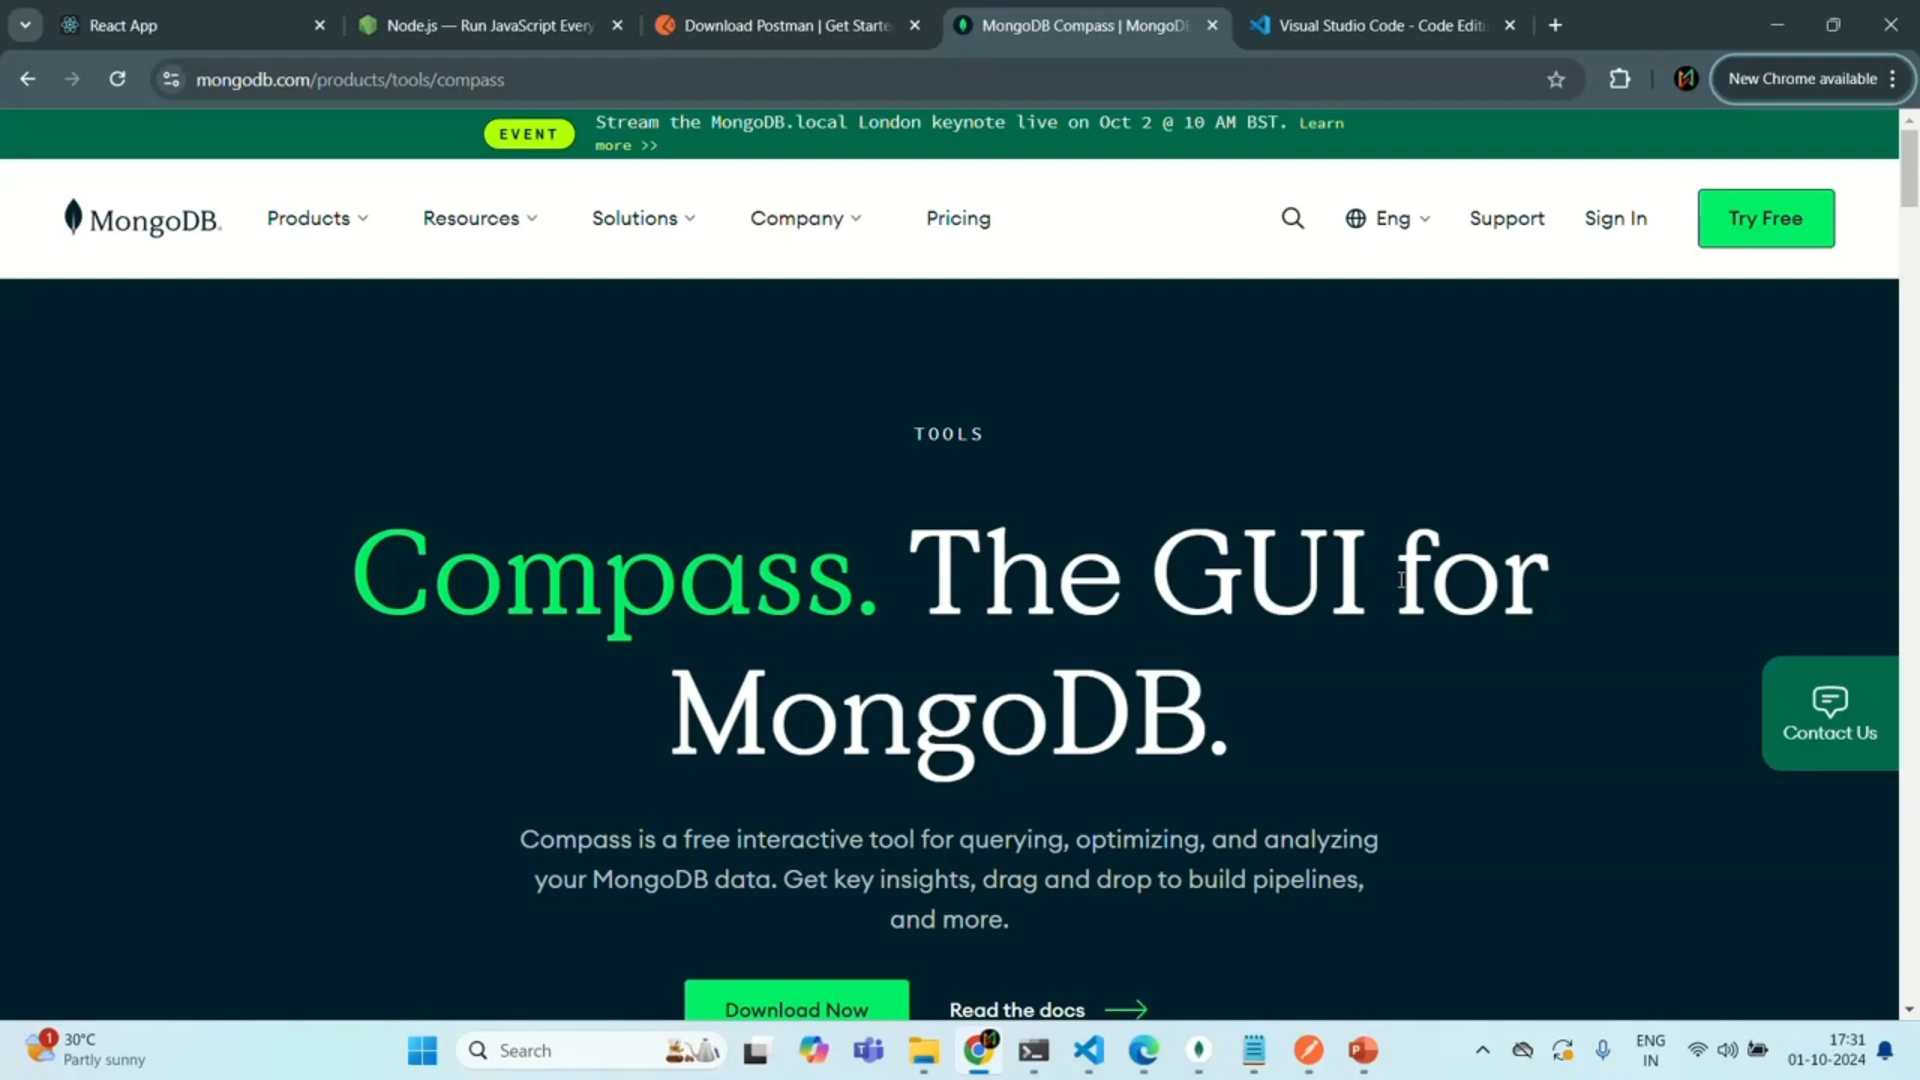 React App
Node.js — Run JavaScript Every
Download Postman | Get Starte
MongoDB Compass | MongoDB
Visual Studio Code - Code Editi
mongodb.com/products/tools/compass
New Chrome available
EVENT
Stream the MongoDB.local London keynote live on Oct 2 @ 10 AM BST. Learn
more >>
MongoDB.
Products
Resources
Solutions
Company
Pricing
Eng
Support
Sign In
Try Free
TOOLS
Compass. The GUI for
MongoDB.
Contact Us
Compass is a free interactive tool for querying, optimizing, and analyzing
your MongoDB data. Get key insights, drag and drop to build pipelines,
and more.
Download Now
Read the docs
1
30°C
Partly sunny
Search
ENG
IN
17:31
01-10-2024